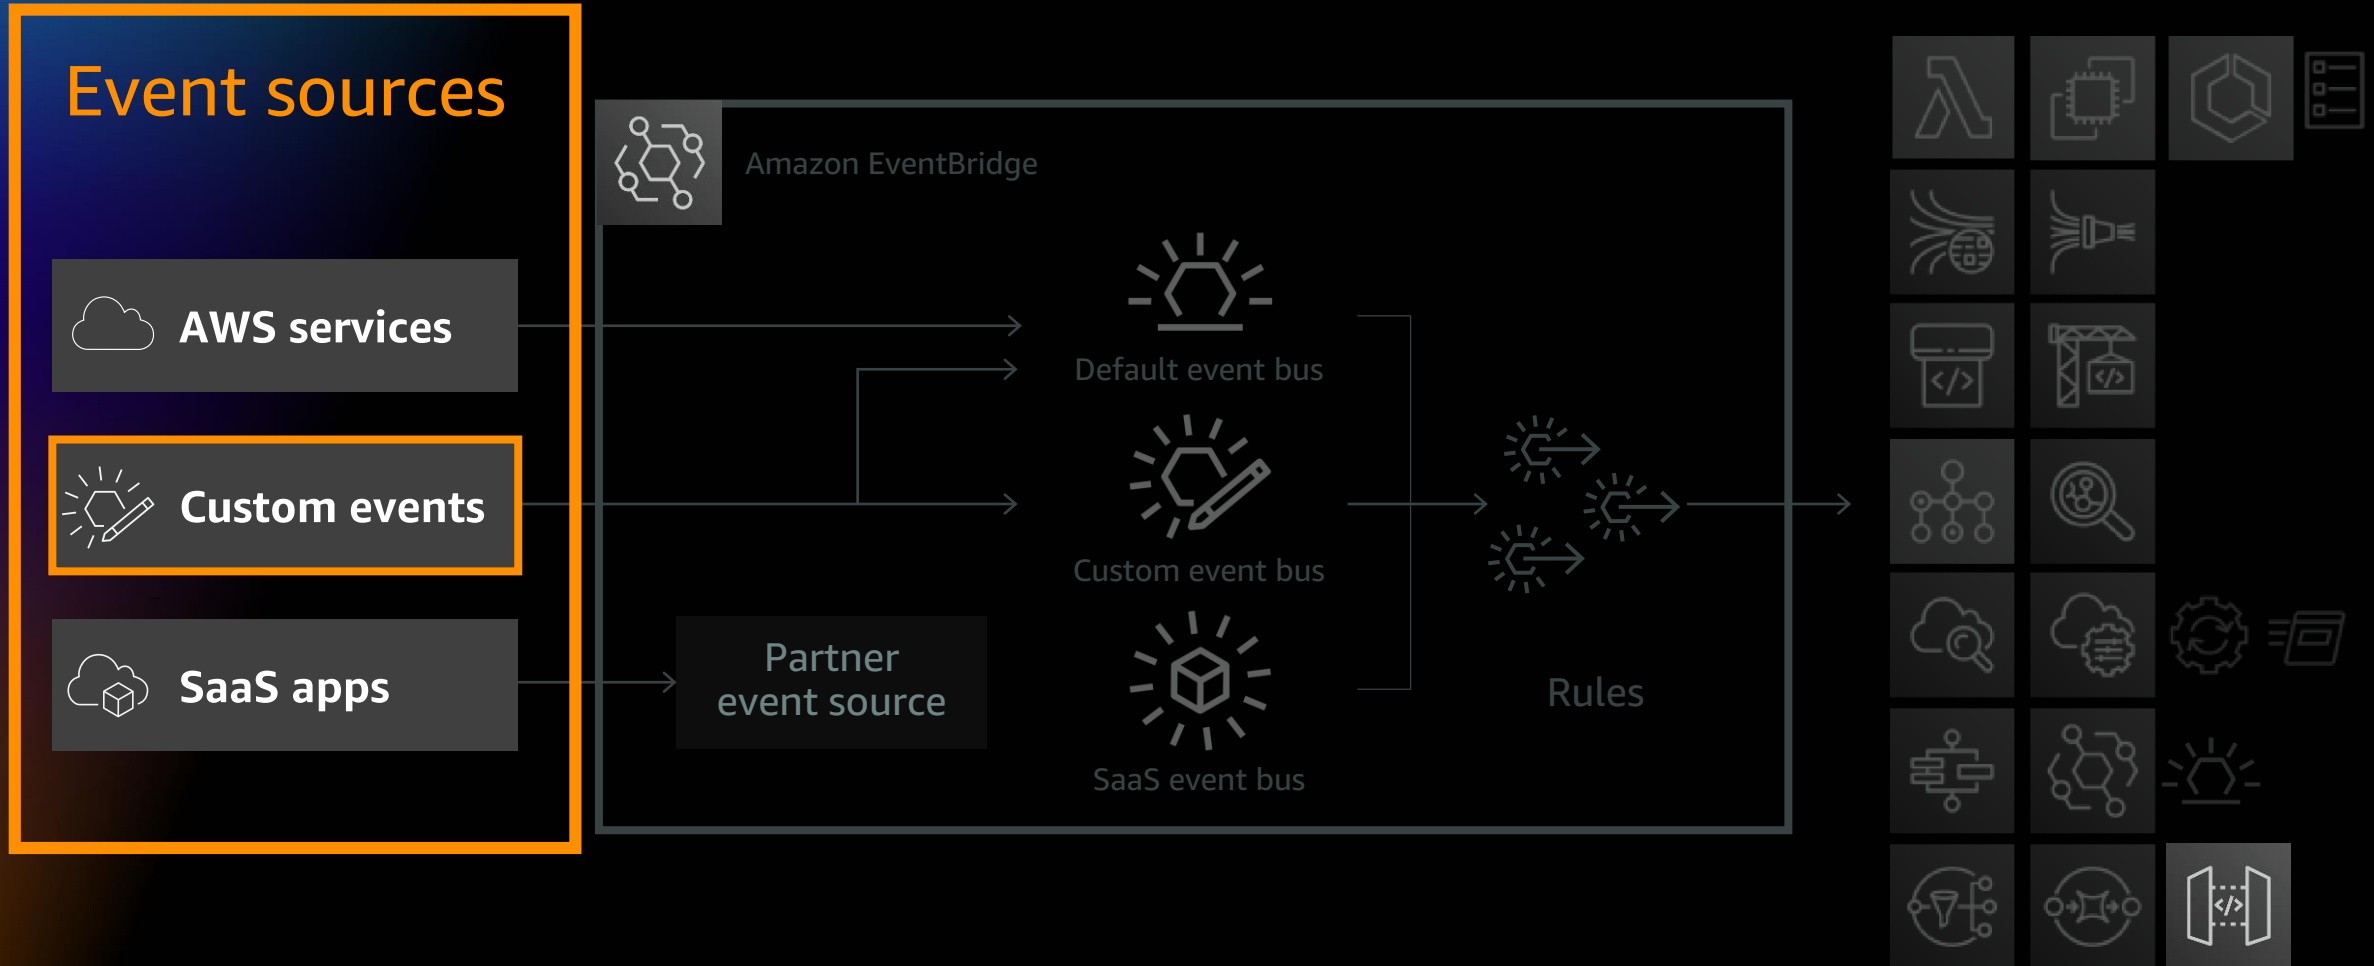 Event sources
Amazon EventBridge
AWS services
Default event bus
Custom events
Custom event bus
SaaS apps
Partner
event source
Rules
SaaS event bus